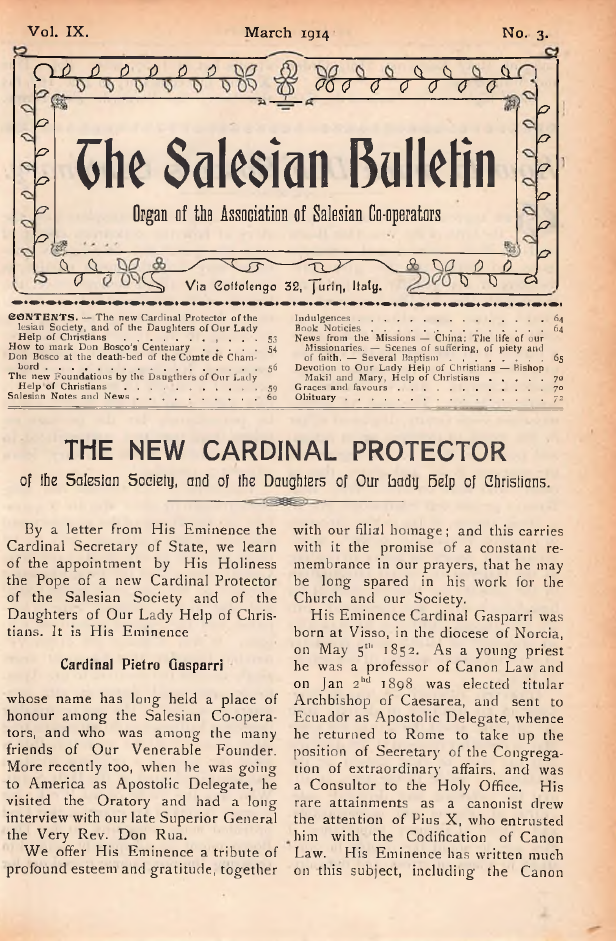 Vol. IX. March 1914 No. 3.
The Salesian Bulletin
Organ of the Association of Salesian Co-operators
Via Cottolengo 32, Turin, Italy.
CONTENTS. — The new Cardinal Protector of the
lesian Society, and of the Daughters of Our Lady
Help of Christians . . . . . . . . . . 53
How to mark Don Bosco's Centenary . . . . . 54
Don Bosco at the death-bed of the Comte de Cham-
bord . . . . . . . . . . . . . . . 56
The new Foundations by the Daugthers of Our Lady
Help of Christians . . . . . . . . . . 59
Salesian Notes and News . . . . . . . . . 60
Indulgences . . . . . . . . . . . . . . 64
Book Noticies . . . . . . . . . . . . . 64
News from the Missions — China: The life of our
Missionaries. — Scenes of suffering, of piety and
of faith. — Several Baptism . . . . . . . . 65
Devotion to Our Lady Help of Christians — Bishop
Makil and Mary, Help of Christians . . . . . 70
Graces and favours . . . . . . . . . . . 70
Obituary . . . . . . . . . . . . . . . 72
THE NEW CARDINAL PROTECTOR
of the Salesian Society, and of the Daughters of Our Lady Help of Christians.
By a letter from His Eminence the
Cardinal Secretary of State, we learn
of the appointment by His Holiness
the Pope of a new Cardinal Protector
of the Salesian Society and of the
Daughters of Our Lady Help of Chris-
tians. It is His Eminence
Cardinal Pietro Gasparri
whose name has long held a place of
honour among the Salesian Co-opera-
tors, and who was among the many
friends of Our Venerable Founder.
More recently too, when he was going
to America as Apostolic Delegate, he
visited the Oratory and had a long
interview with our late Superior General
the Very Rev. Don Rua.
We offer His Eminence a tribute of
profound esteem and gratitude, together
with our filial homage; and this carries
with it the promise of a constant re-
membrance in our prayers, that he may
be long spared in his work for the
Church and our Society.
His Eminence Cardinal Gasparri was
born at Visso, in the diocese of Norcia,
on May 5th 1852. As a young priest
he was a professor of Canon Law and
on Jan 2nd 1898 was elected titular
Archbishop of Caesarea, and sent to
Ecuador as Apostolic Delegate, whence
he returned to Rome to take up the
position of Secretary of the Congrega-
tion of extraordinary affairs, and was
a Consultor to the Holy Office. His
rare attainments as a canonist drew
the attention of Pius X, who entrusted
him with the Codification of Canon
Law. His Eminence has written much
on this subject, including the Canon